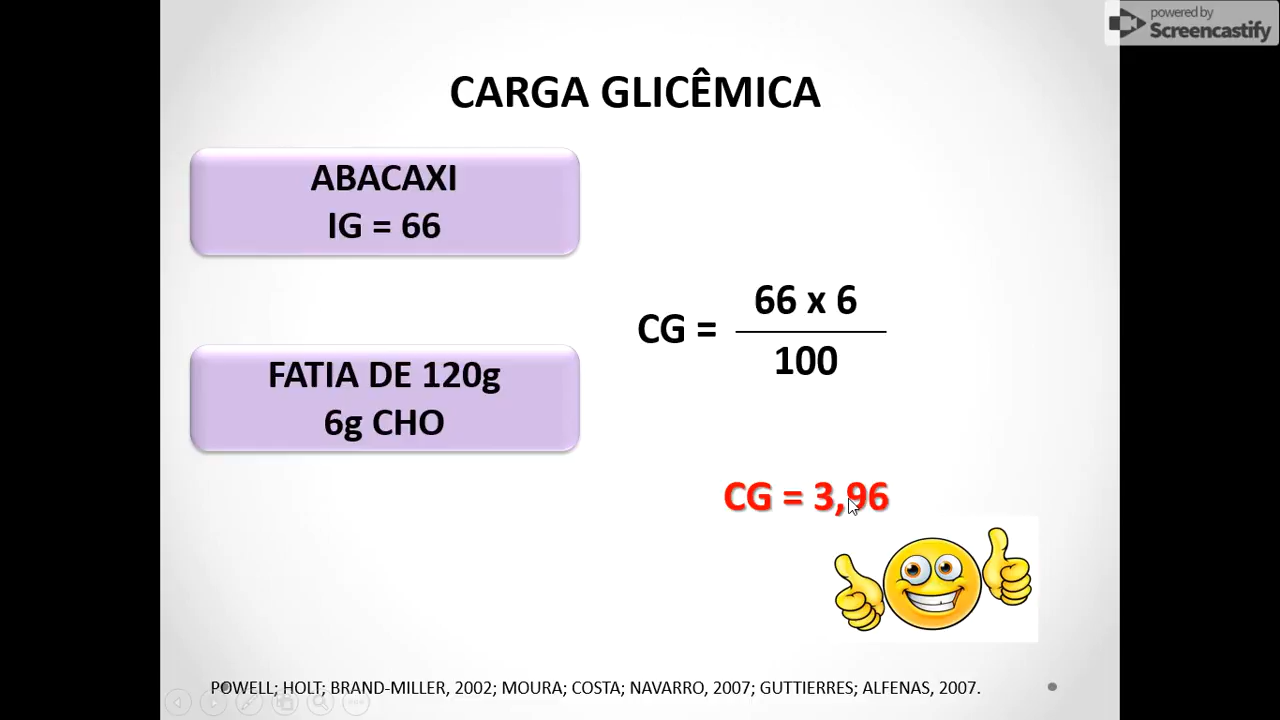 powered by
Screencastify
CARGA GLICÊMICA
ABACAXI
IG = 66
66 x 6
CG =
100
FATIA DE 120g
6g CHO
CG = 3,96
POWELL; HOLT; BRAND-MILLER, 2002; MOURA; COSTA; NAVARRO, 2007; GUTTIERRES; ALFENAS, 2007.